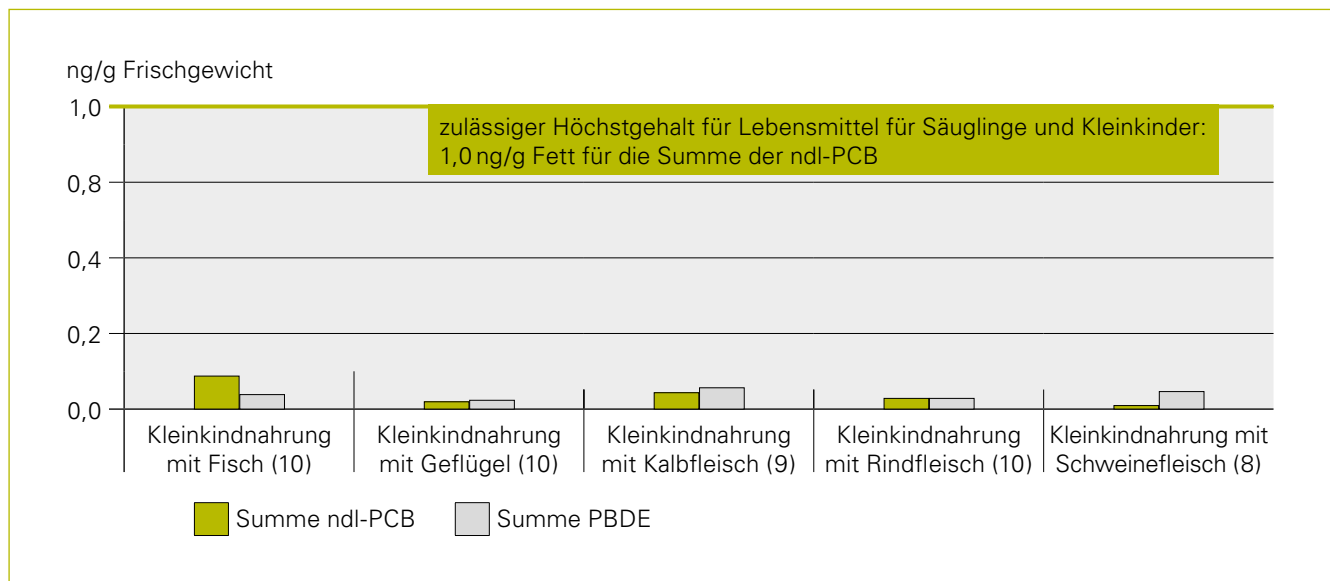 ng/g Frischgewicht
1,0
zulässiger Höchstgehalt für Lebensmittel für Säuglinge und Kleinkinder:
1,0 ng/g Fett für die Summe der ndl-PCB
0,8
0,4
0,2
0,0
Kleinkindnahrung
mit Fisch (10)
Kleinkindnahrung
mit Geflügel (10)
Kleinkindnahrung
mit Kalbfleisch (9)
Kleinkindnahrung
mit Rindfleisch (10)
Kleinkindnahrung mit
Schweinefleisch (8)
Summe ndl-PCB
Summe PBDE